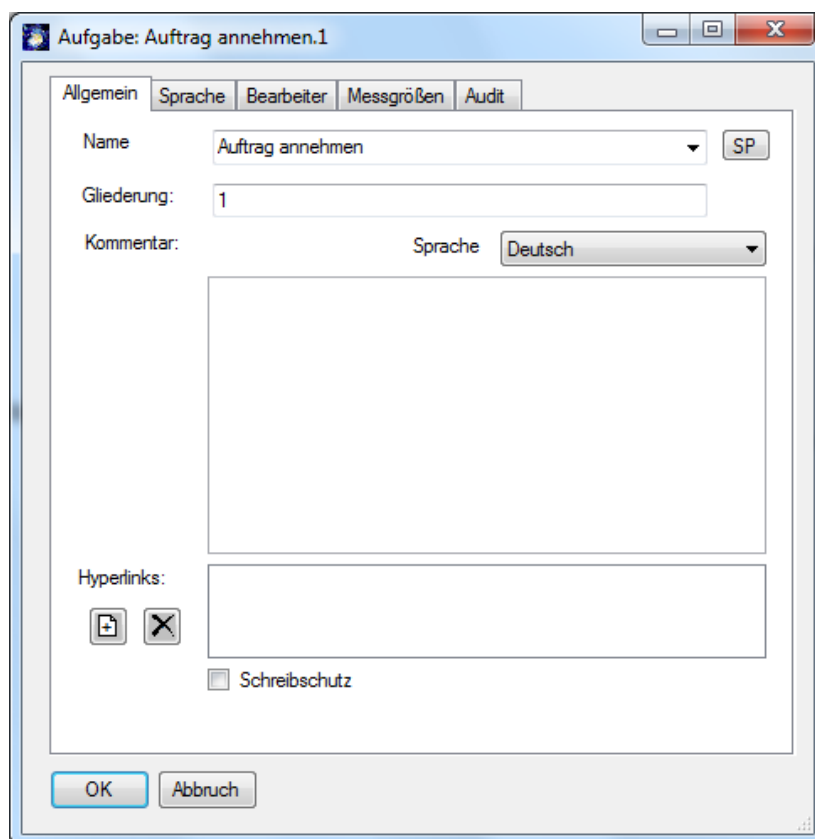 Aufgabe: Auftrag annehmen.1
Allgemein Sprache Bearbeiter Messgrößen Audit
Name Auftrag annehmen SP
Gliederung: 1
Kommentar: Sprache Deutsch
Hyperlinks:
Schreibschutz
OK Abbruch